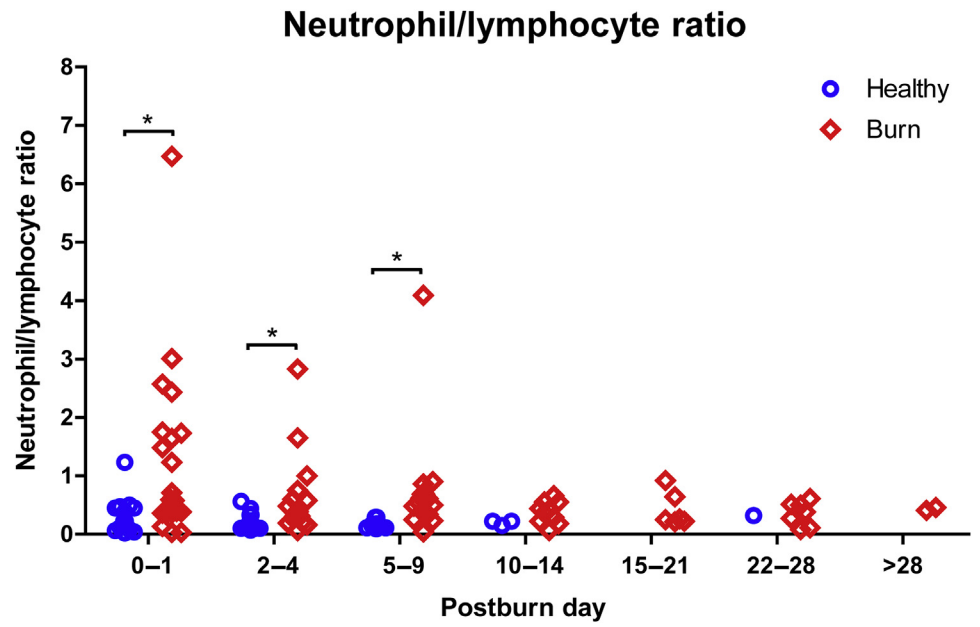 Neutrophil/lymphocyte ratio
Healthy
Burn
Neutrophil/lymphocyte ratio
8
7
6
5
4
3
2
1
0
*
*
*
0–1 2–4 5–9 10–14 15–21 22–28 >28
Postburn day